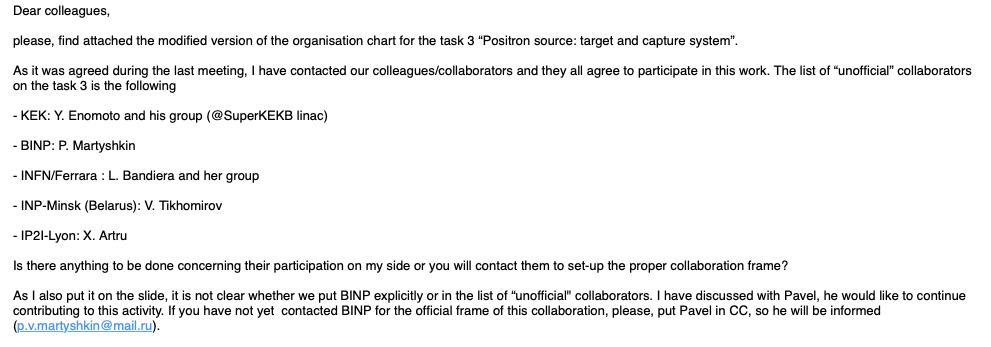 Dear colleagues,
please, find attached the modified version of the organisation chart for the task 3 “Positron source: target and capture system”.
As it was agreed during the last meeting, I have contacted our colleagues/collaborators and they all agree to participate in this work. The list of “unofficial” collaborators
on the task 3 is the following
- KEK: Y. Enomoto and his group (@SuperKEKB linac)
- BINP: P. Martyshkin
- INFN/Ferrara : L. Bandiera and her group
- INP-Minsk (Belarus): V. Tikhomirov
- IP2I-Lyon: X. Artru
Is there anything to be done concerning their participation on my side or you will contact them to set-up the proper collaboration frame?
As I also put it on the slide, it is not clear whether we put BINP explicitly or in the list of “unofficial" collaborators. I have discussed with Pavel, he would like to continue
contributing to this activity. If you have not yet  contacted BINP for the official frame of this collaboration, please, put Pavel in CC, so he will be informed
(p.v.martyshkin@mail.ru).